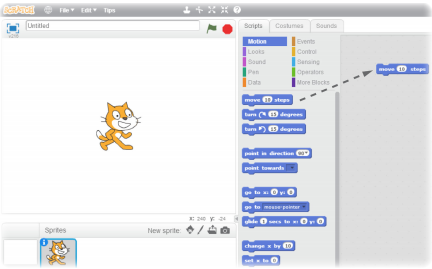 SCRATCH File Edit Tips
Untitled
Scripts Costumes Sounds
Motion Events
Looks Control
Sound Sensing
Pen Operators
Data More Blocks
move 10 steps
move 10 steps
turn 15 degrees
turn 15 degrees
point in direction 90
point towards
go to x: 0 y: 0
go to mouse-pointer
glide 1 secs to x: 0 y: 0
change x by 10
set x to 0
x: 240 y: -24
Sprites New sprite: